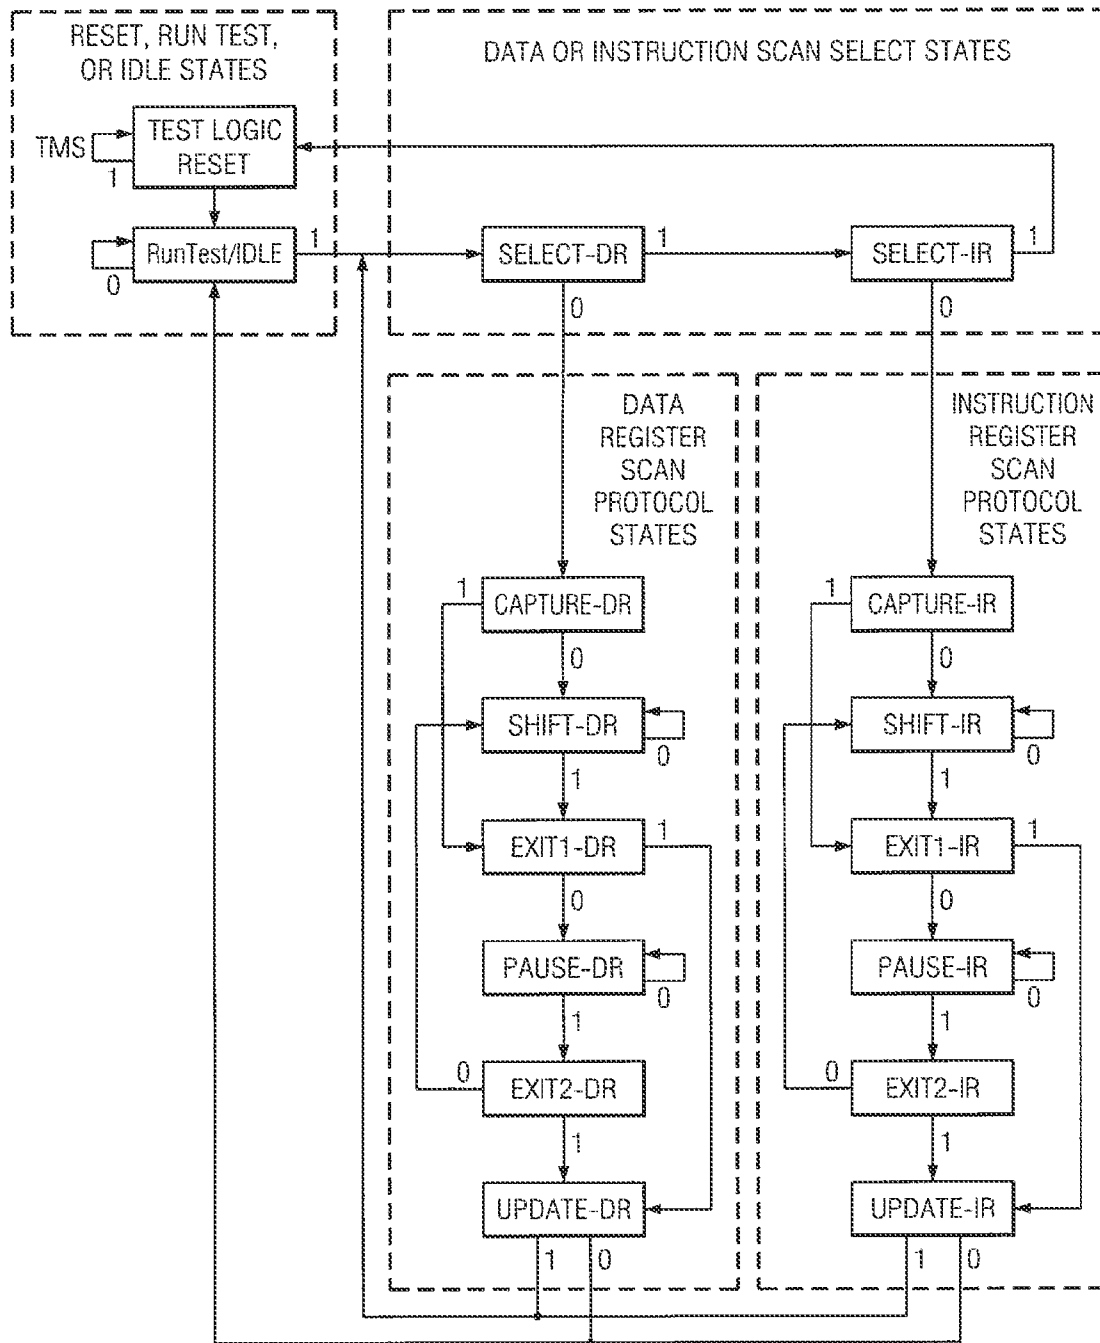 RESET, RUN TEST,
OR IDLE STATES
DATA OR INSTRUCTION SCAN SELECT STATES
TMS
TEST LOGIC
RESET
1
RunTest/IDLE
1
0
SELECT-DR
1
0
SELECT-IR
1
0
DATA
REGISTER
SCAN
PROTOCOL
STATES
INSTRUCTION
REGISTER
SCAN
PROTOCOL
STATES
1
CAPTURE-DR
0
SHIFT-DR
0
1
EXIT1-DR
1
0
PAUSE-DR
0
1
0
EXIT2-DR
1
UPDATE-DR
1
0
1
CAPTURE-IR
0
SHIFT-IR
0
1
EXIT1-IR
1
0
PAUSE-IR
0
1
0
EXIT2-IR
1
UPDATE-IR
1
0